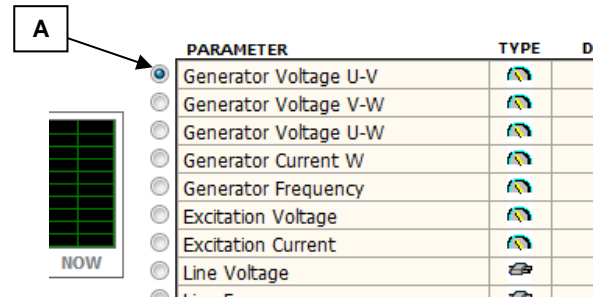 A
PARAMETER TYPE D
Generator Voltage U-V
Generator Voltage V-W
Generator Voltage U-W
Generator Current W
Generator Frequency
Excitation Voltage
Excitation Current
NOW
Line Voltage